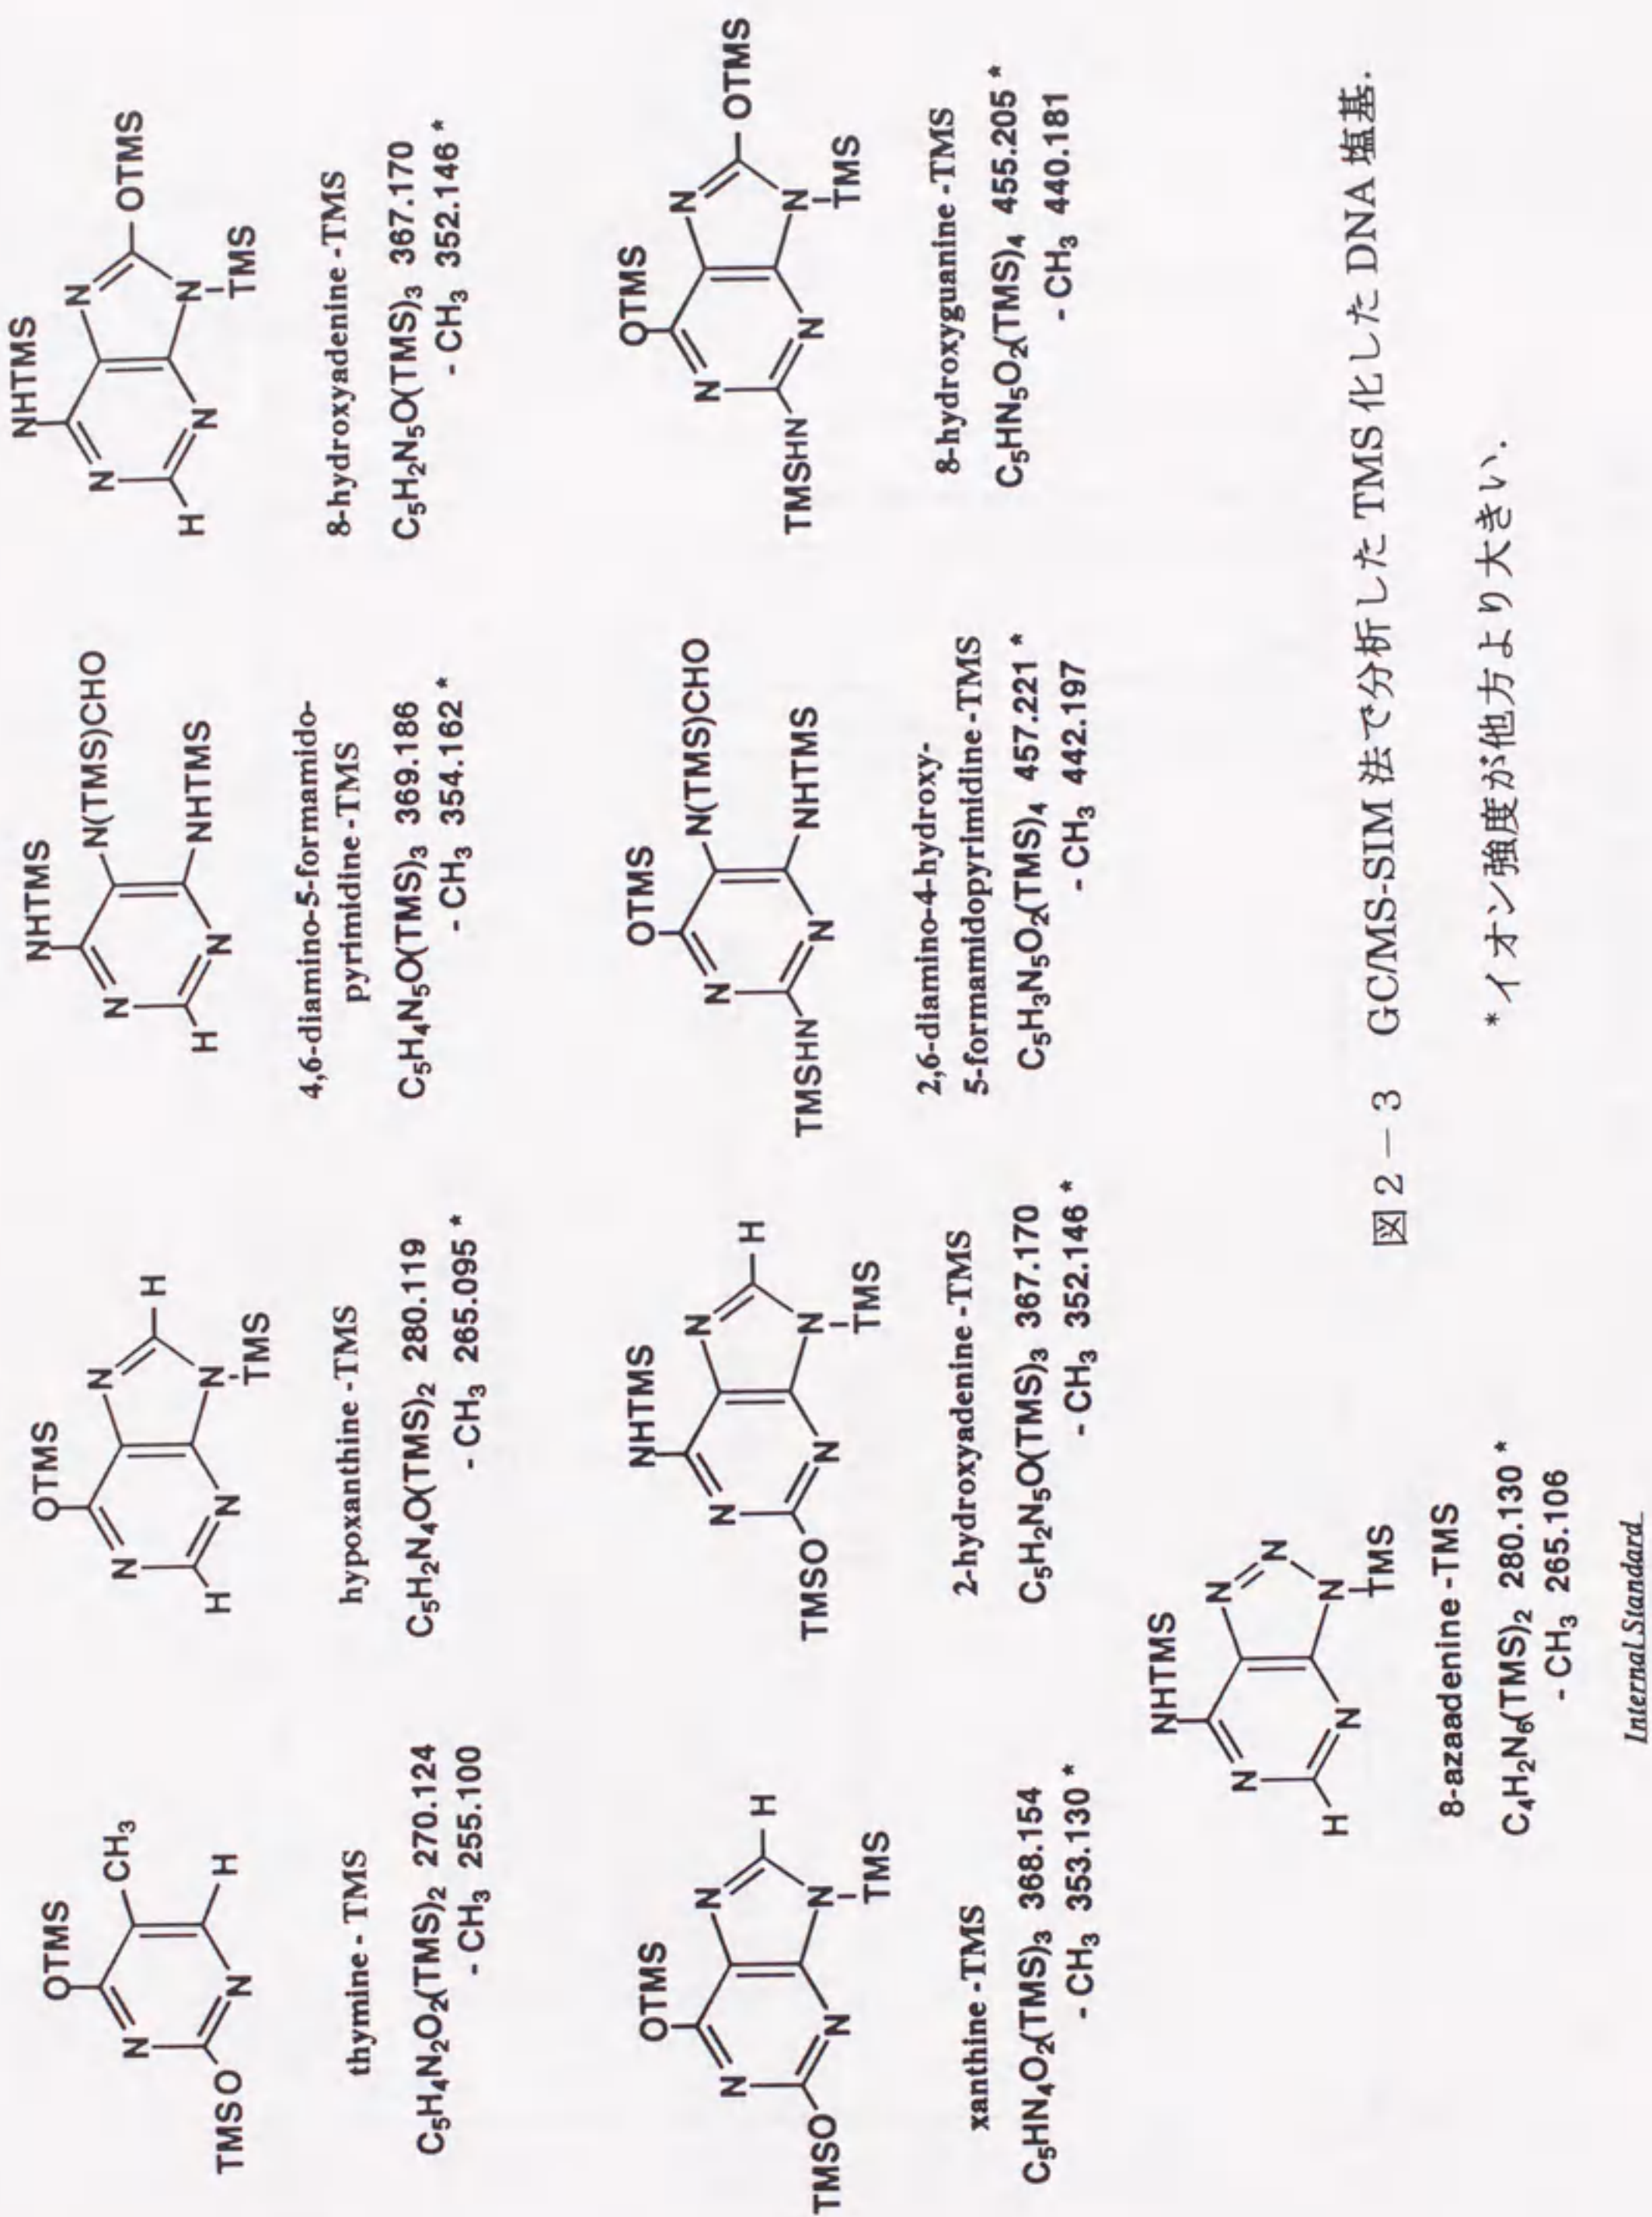 OTMS
N
CH₃
TMSO
N
H
thymine - TMS
C₅H₄N₂O₂(TMS)₂ 270.124
- CH₃ 255.100
OTMS
N
N
H
H
N
N
TMS
hypoxanthine -TMS
C₅H₂N₄O(TMS)₂ 280.119
- CH₃ 265.095 *
NHTMS
N
N(TMS)CHO
H
N
NHTMS
4,6-diamino-5-formamido-
pyrimidine -TMS
C₅H₄N₅O(TMS)₃ 369.186
- CH₃ 354.162 *
NHTMS
N
N
OTMS
H
N
N
TMS
8-hydroxyadenine -TMS
C₅H₂N₅O(TMS)₃ 367.170
- CH₃ 352.146 *
OTMS
N
N
H
TMSO
N
N
TMS
xanthine -TMS
C₅HN₄O₂(TMS)₃ 368.154
- CH₃ 353.130 *
NHTMS
N
N
H
TMSO
N
N
TMS
2-hydroxyadenine -TMS
C₅H₂N₅O(TMS)₃ 367.170
- CH₃ 352.146 *
OTMS
N
N(TMS)CHO
TMSHN
N
NHTMS
2,6-diamino-4-hydroxy-
5-formamidopyrimidine -TMS
C₅H₃N₅O₂(TMS)₄ 457.221 *
- CH₃ 442.197
OTMS
N
N
OTMS
TMSHN
N
N
TMS
8-hydroxyguanine -TMS
C₅HN₅O₂(TMS)₄ 455.205 *
- CH₃ 440.181
NHTMS
N
N
N
H
N
N
TMS
8-azaadenine -TMS
C₄H₂N₆(TMS)₂ 280.130 *
- CH₃ 265.106
Internal Standard
図2－3 GC/MS-SIM 法で分析した TMS 化した DNA 塩基.
* イオン強度が他方より大きい.